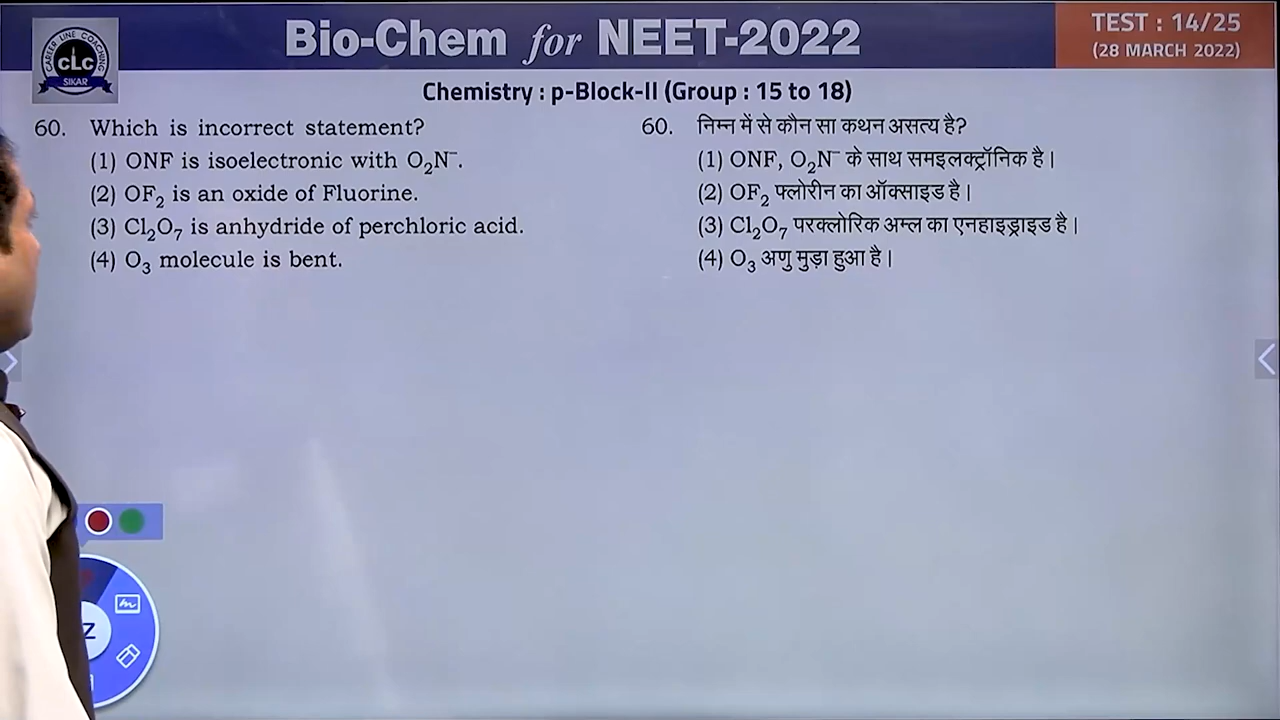 CAREER LINE COACHING
CLC
SIKAR
Bio-Chem for NEET-2022
TEST : 14/25
(28 MARCH 2022)
Chemistry : p-Block-II (Group : 15 to 18)
60. Which is incorrect statement?
(1) ONF is isoelectronic with O₂N⁻.
(2) OF₂ is an oxide of Fluorine.
(3) Cl₂O₇ is anhydride of perchloric acid.
(4) O₃ molecule is bent.
60. निम्न में से कौन सा कथन असत्य है?
(1) ONF, O₂N⁻ के साथ समइलक्ट्रॉनिक है।
(2) OF₂ फ्लोरीन का ऑक्साइड है।
(3) Cl₂O₇ परक्लोरिक अम्ल का एनहाइड्राइड है।
(4) O₃ अणु मुड़ा हुआ है।
Z